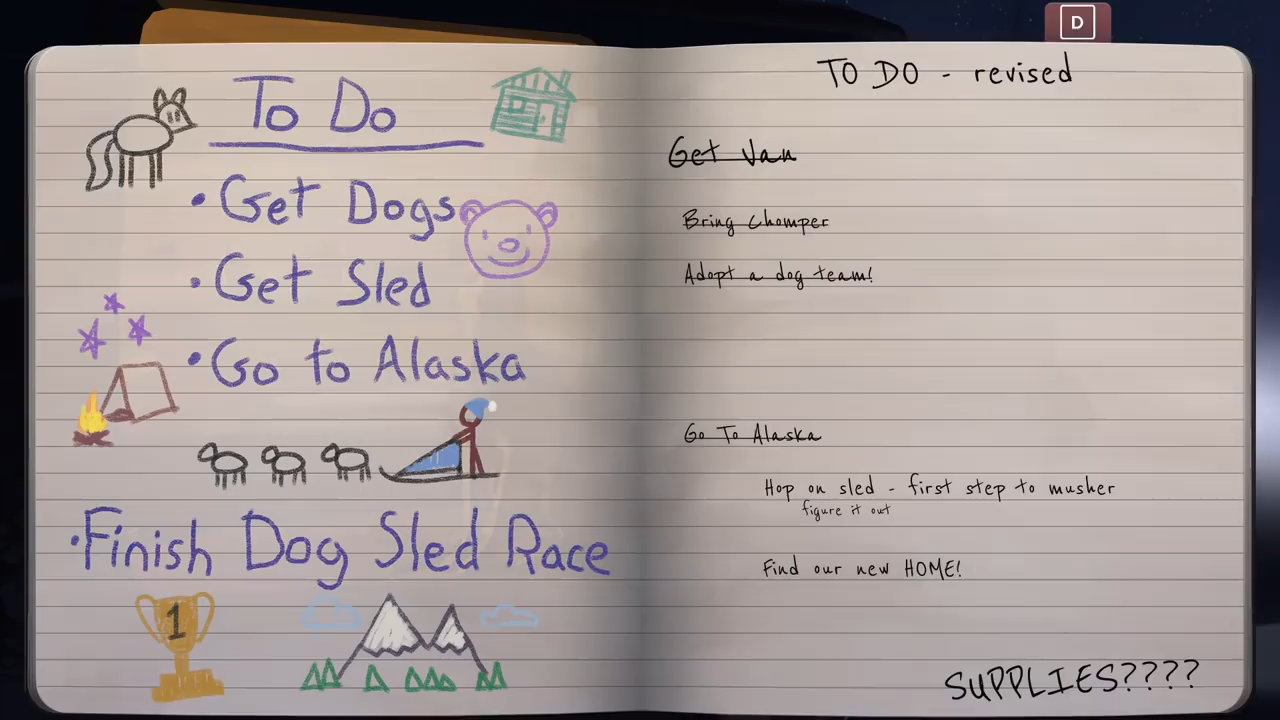 To Do
• Get Dogs
• Get Sled
• Go to Alaska
• Finish Dog Sled Race
1
D
TO DO - revised
Get Van
Bring Chomper
Adopt a dog team!
Go To Alaska
Hop on sled - first step to musher
figure it out
Find our new HOME!
SUPPLIES????